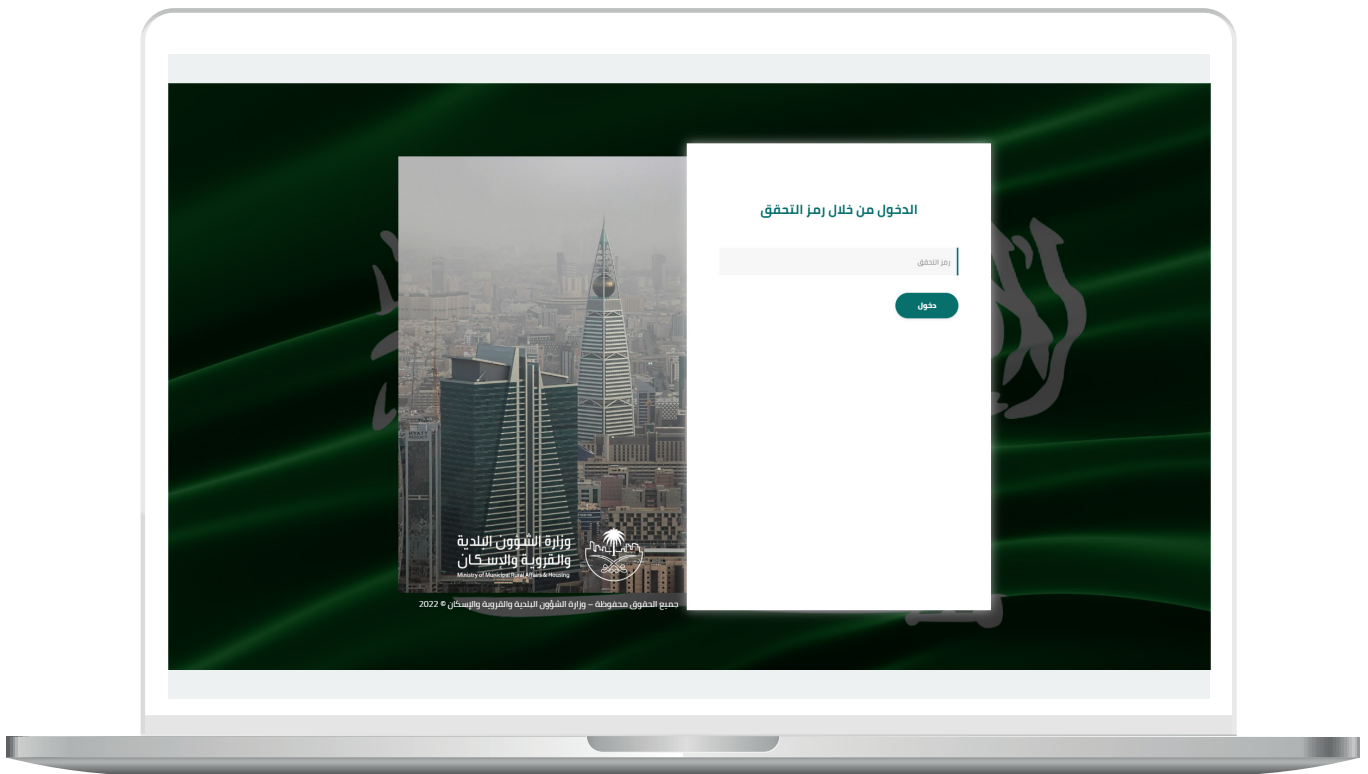 الدخول من خلال رمز التحقق
رمز التحقق
دخول
وزارة الشؤون البلدية
والقروية والإسكان
Ministry of Municipal Rural Affairs & Housing
جميع الحقوق محفوظة – وزارة الشؤون البلدية والقروية والإسكان © 2022